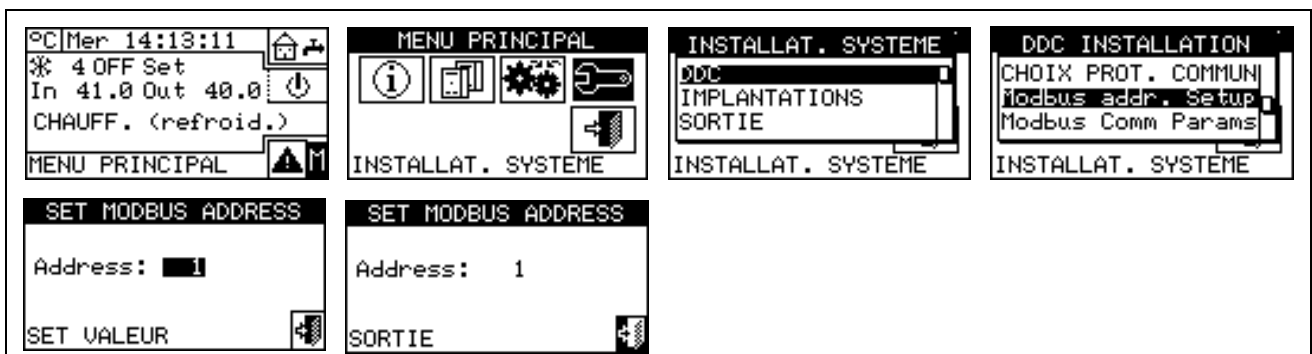 °C Mer 14:13:11
4 OFF Set
In 41.0 Out 40.0
CHAUFF. (refroid.)
MENU PRINCIPAL M
MENU PRINCIPAL
i
INSTALLAT. SYSTEME
INSTALLAT. SYSTEME
DDC
IMPLANTATIONS
SORTIE
INSTALLAT. SYSTEME
DDC INSTALLATION
CHOIX PROT. COMMUN
Modbus addr. Setup
Modbus Comm Params
INSTALLAT. SYSTEME
SET MODBUS ADDRESS
Address: 1
SET VALEUR
SET MODBUS ADDRESS
Address: 1
SORTIE